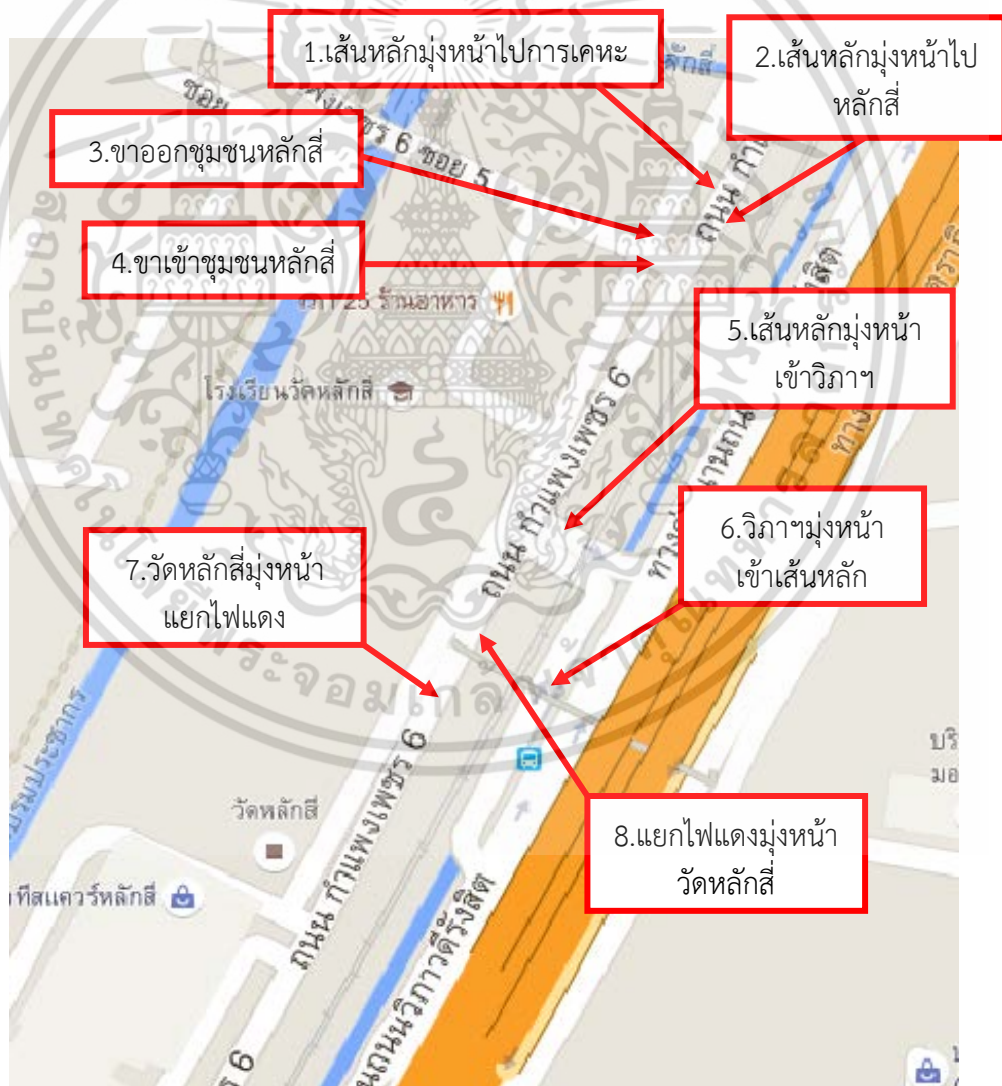 1.เส้นหลักมุ่งหน้าไปการเคหะ
2.เส้นหลักมุ่งหน้าไป
หลักสี่
3.ขาออกชุมชนหลักสี่
ซอย
6 ซอย 5
ถนน
4.ขาเข้าชุมชนหลักสี่
25 ร้านอาหาร
5.เส้นหลักมุ่งหน้า
เข้าวิภาฯ
โรงเรียนวัดหลักสี่
ถนน กำแพงเพชร 6
6.วิภาฯมุ่งหน้า
เข้าเส้นหลัก
7.วัดหลักสี่มุ่งหน้า
แยกไฟแดง
พระจอมเกล้า
ถนน กำแพงเพชร 6
วัดหลักสี่
8.แยกไฟแดงมุ่งหน้า
วัดหลักสี่
ทีสแควร์หลักสี่
ถนนวิภาวดีรังสิต
6